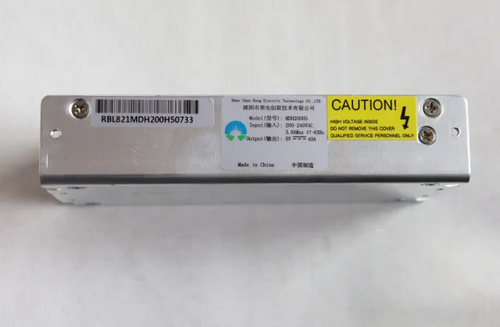 RBL821MDH200H50733
Shen Zhen Rong Electric Technology CO.,LTD
深圳市荣电创新技术有限公司
Model(型号): MDH200H5
Input(输入): 200-240VAC
3.0AMax 47-63Hz
Output(输出): 5V 40A
Made in China 中国制造
CAUTION!
HIGH VOLTAGE INSIDE
DO NOT REMOVE THIS COVER
QUALIFIED SERVICE PERSONNEL ONLY.